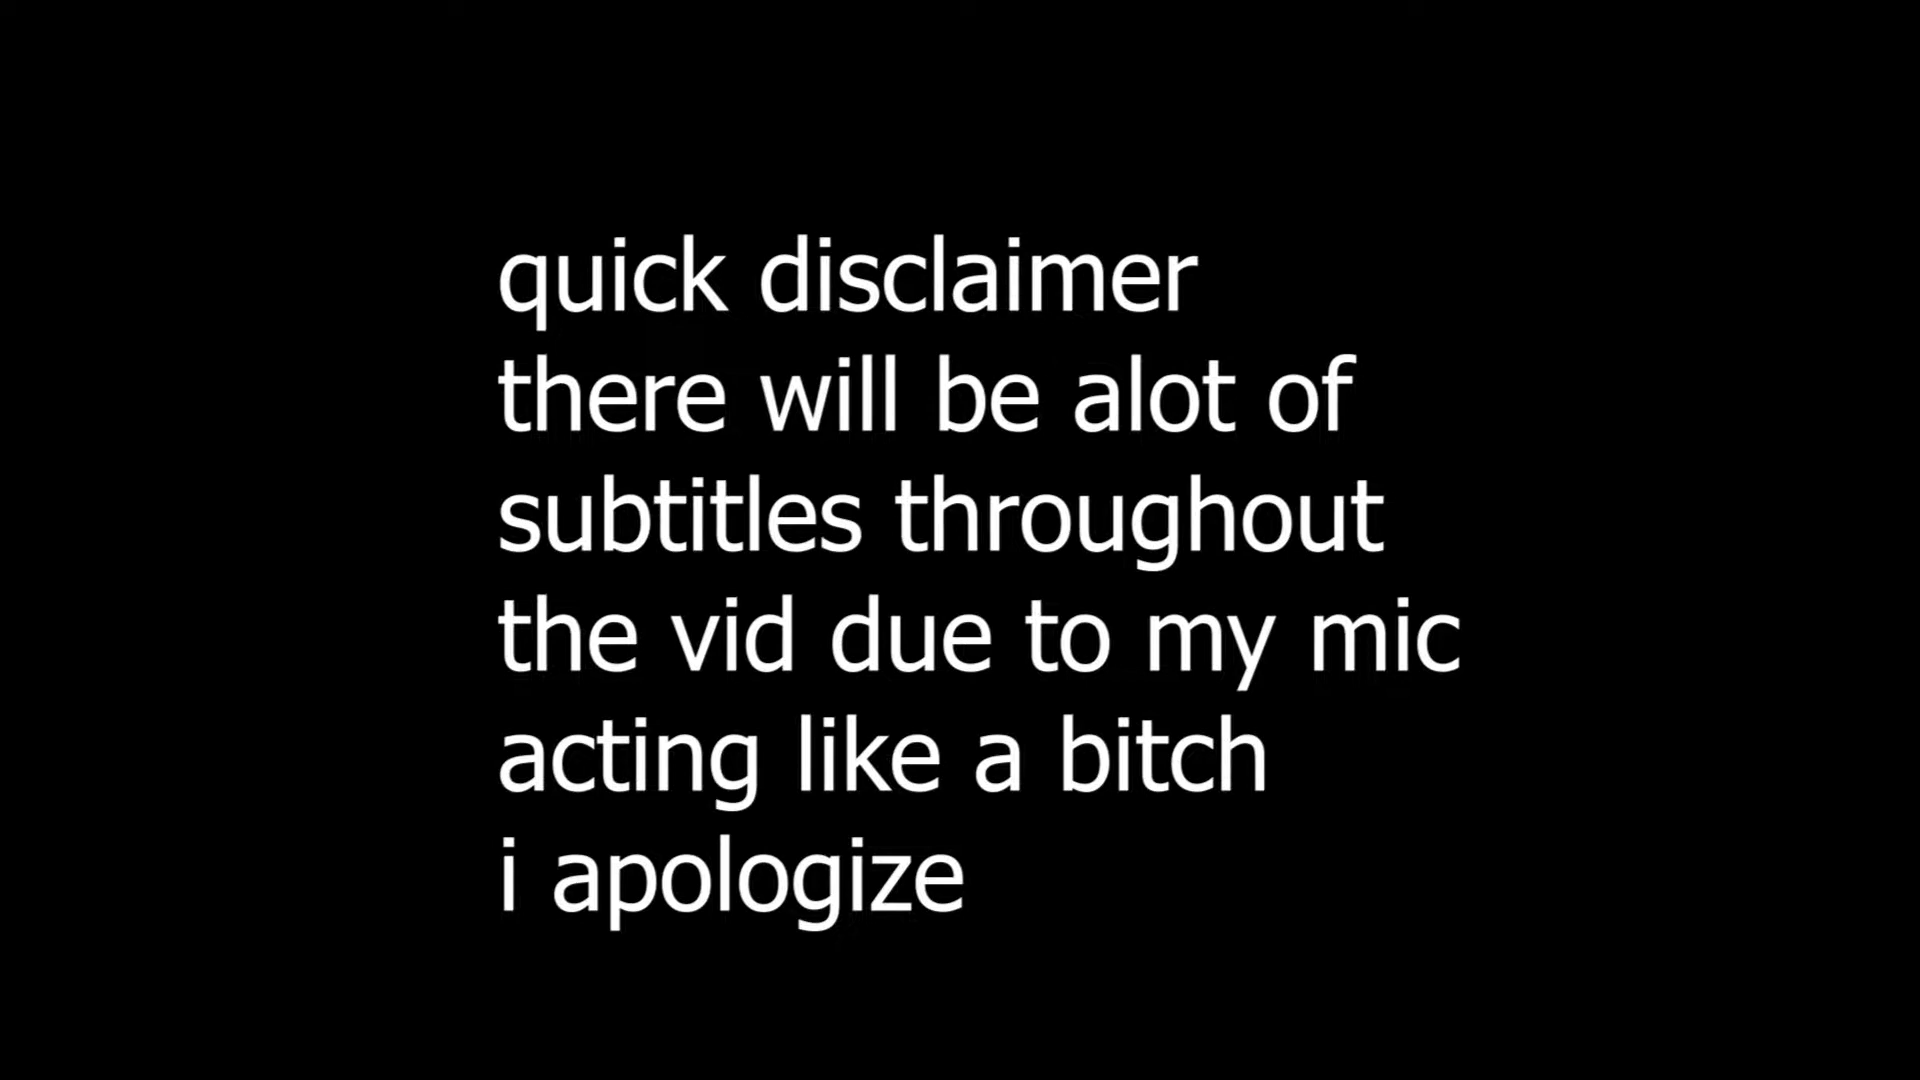 quick disclaimer
there will be alot of
subtitles throughout
the vid due to my mic
acting like a bitch
i apologize